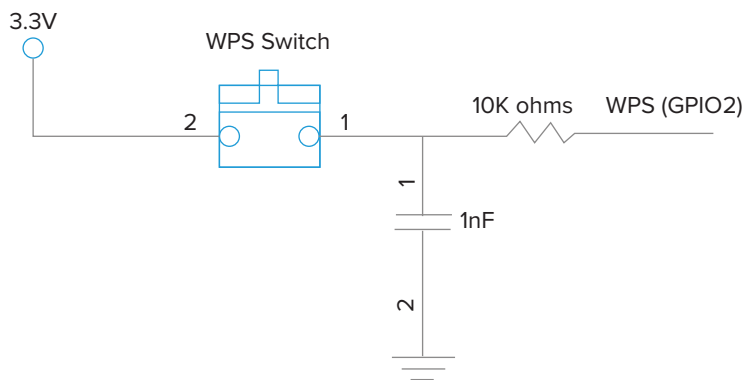 3.3V
WPS Switch
10K ohms
WPS (GPIO2)
2
1
1
1nF
2